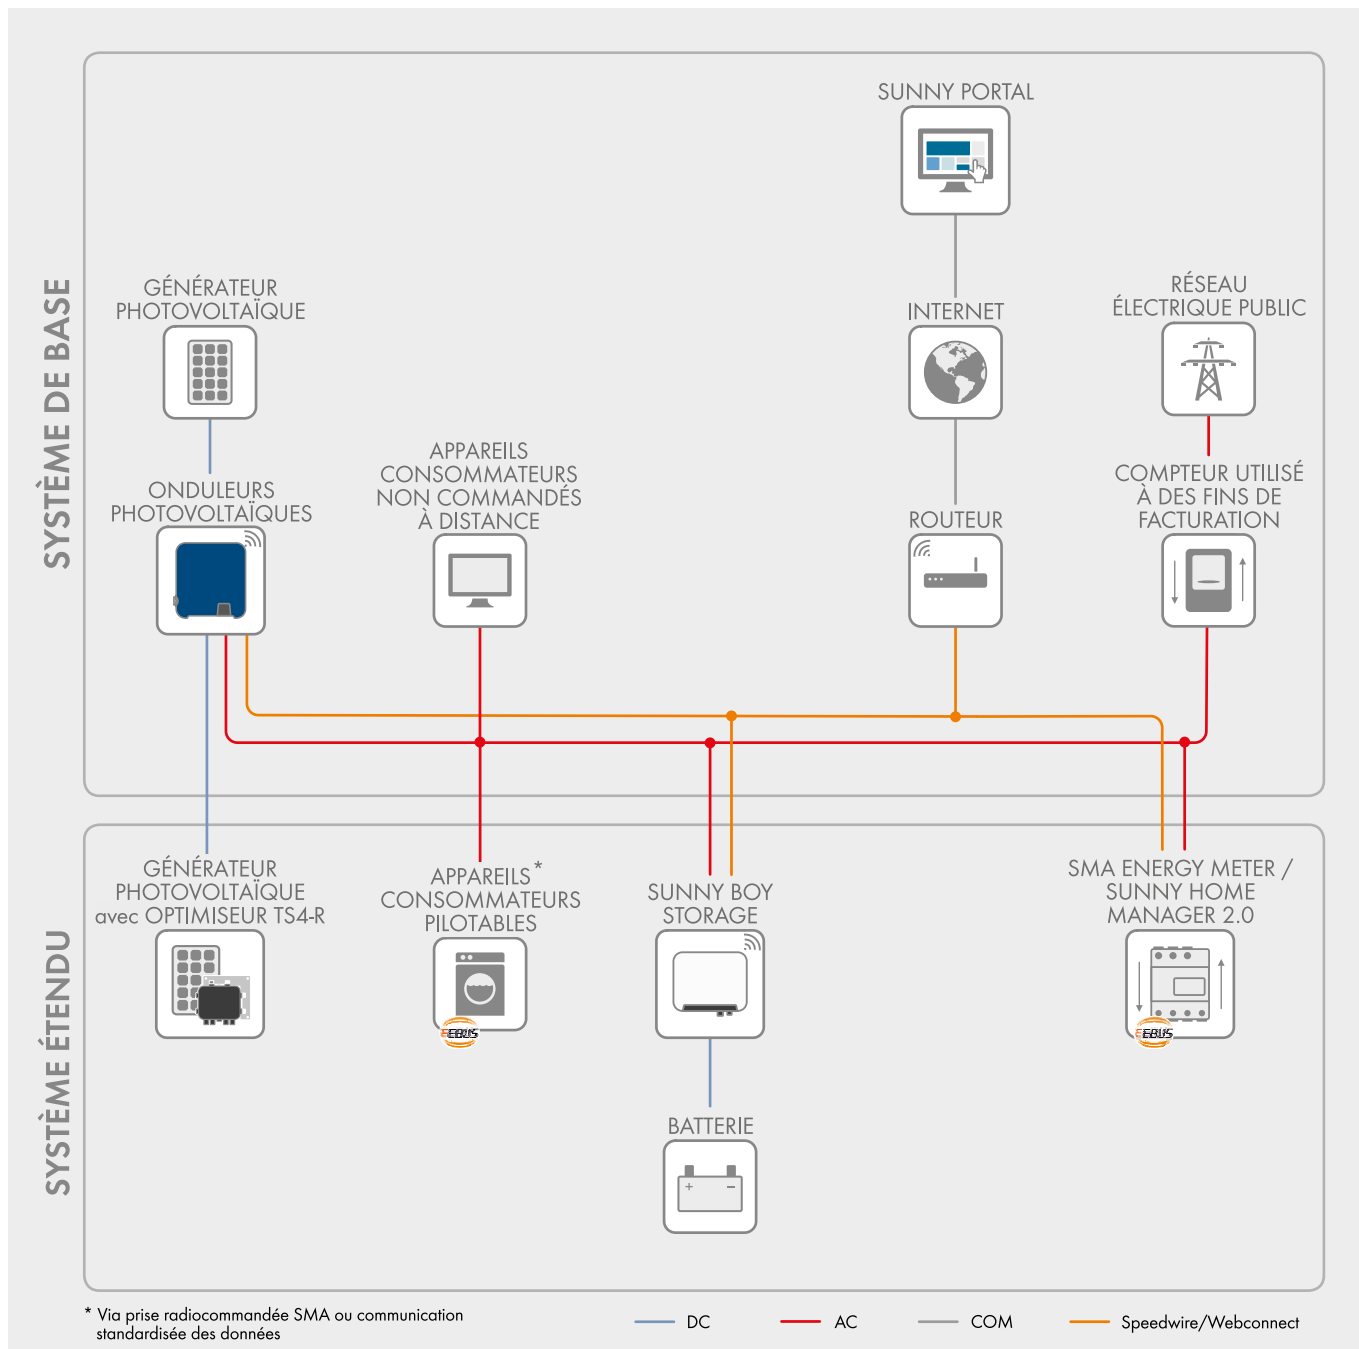 SYSTÈME DE BASE
SUNNY PORTAL
GÉNÉRATEUR
PHOTOVOLTAÏQUE
INTERNET
RÉSEAU
ÉLECTRIQUE PUBLIC
ONDULEURS
PHOTOVOLTAÏQUES
APPAREILS
CONSOMMATEURS
NON COMMANDÉS
À DISTANCE
ROUTEUR
COMPTEUR UTILISÉ
À DES FINS DE
FACTURATION
SYSTÈME ÉTENDU
GÉNÉRATEUR
PHOTOVOLTAÏQUE
avec OPTIMISEUR TS4-R
APPAREILS*
CONSOMMATEURS
PILOTABLES
EEBUS
SUNNY BOY
STORAGE
SMA ENERGY METER /
SUNNY HOME
MANAGER 2.0
EEBUS
BATTERIE
+ −
* Via prise radiocommandée SMA ou communication
standardisée des données
DC
AC
COM
Speedwire/Webconnect